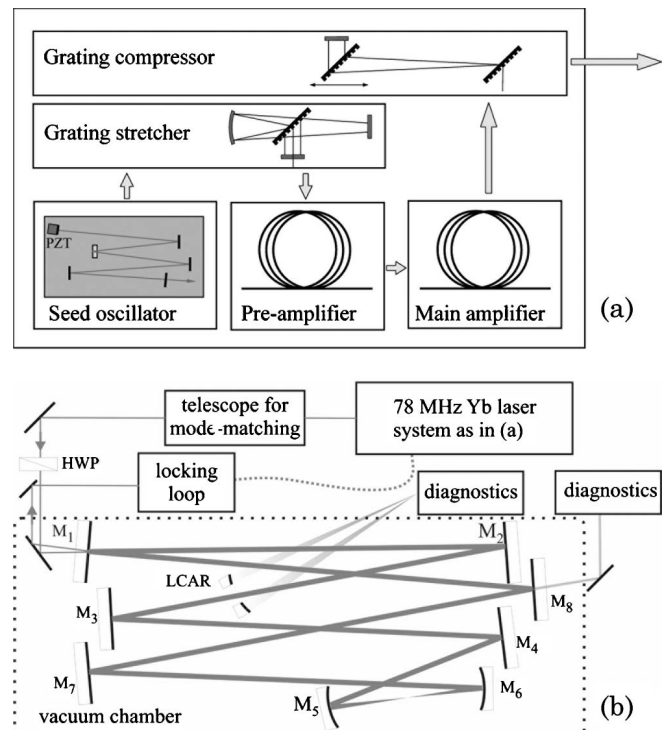 Grating compressor
Grating stretcher
PZT
Seed oscillator
Pre-amplifier
Main amplifier
(a)
telescope for
mode-matching
78 MHz Yb laser
system as in (a)
HWP
locking
loop
diagnostics
diagnostics
M1
M2
LCAR
M8
M3
M4
M7
M6
M5
vacuum chamber
(b)